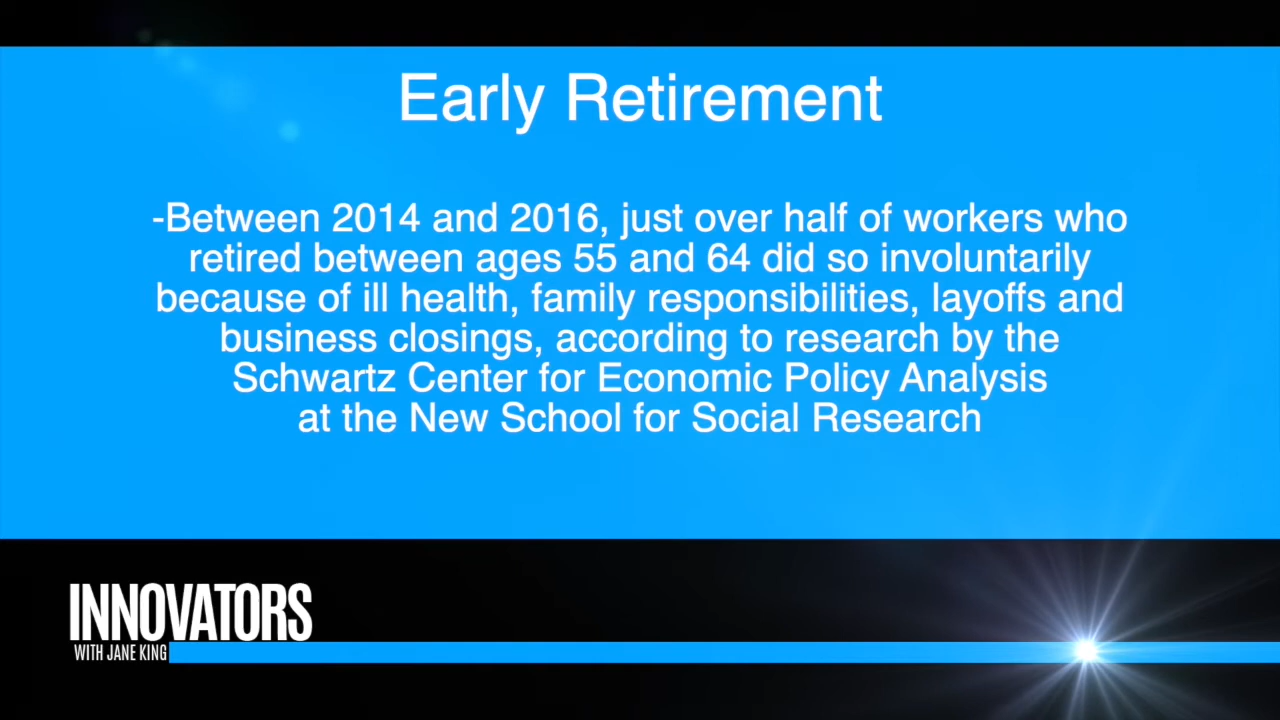 Early Retirement
-Between 2014 and 2016, just over half of workers who
retired between ages 55 and 64 did so involuntarily
because of ill health, family responsibilities, layoffs and
business closings, according to research by the
Schwartz Center for Economic Policy Analysis
at the New School for Social Research
INNOVATORS
WITH JANE KING